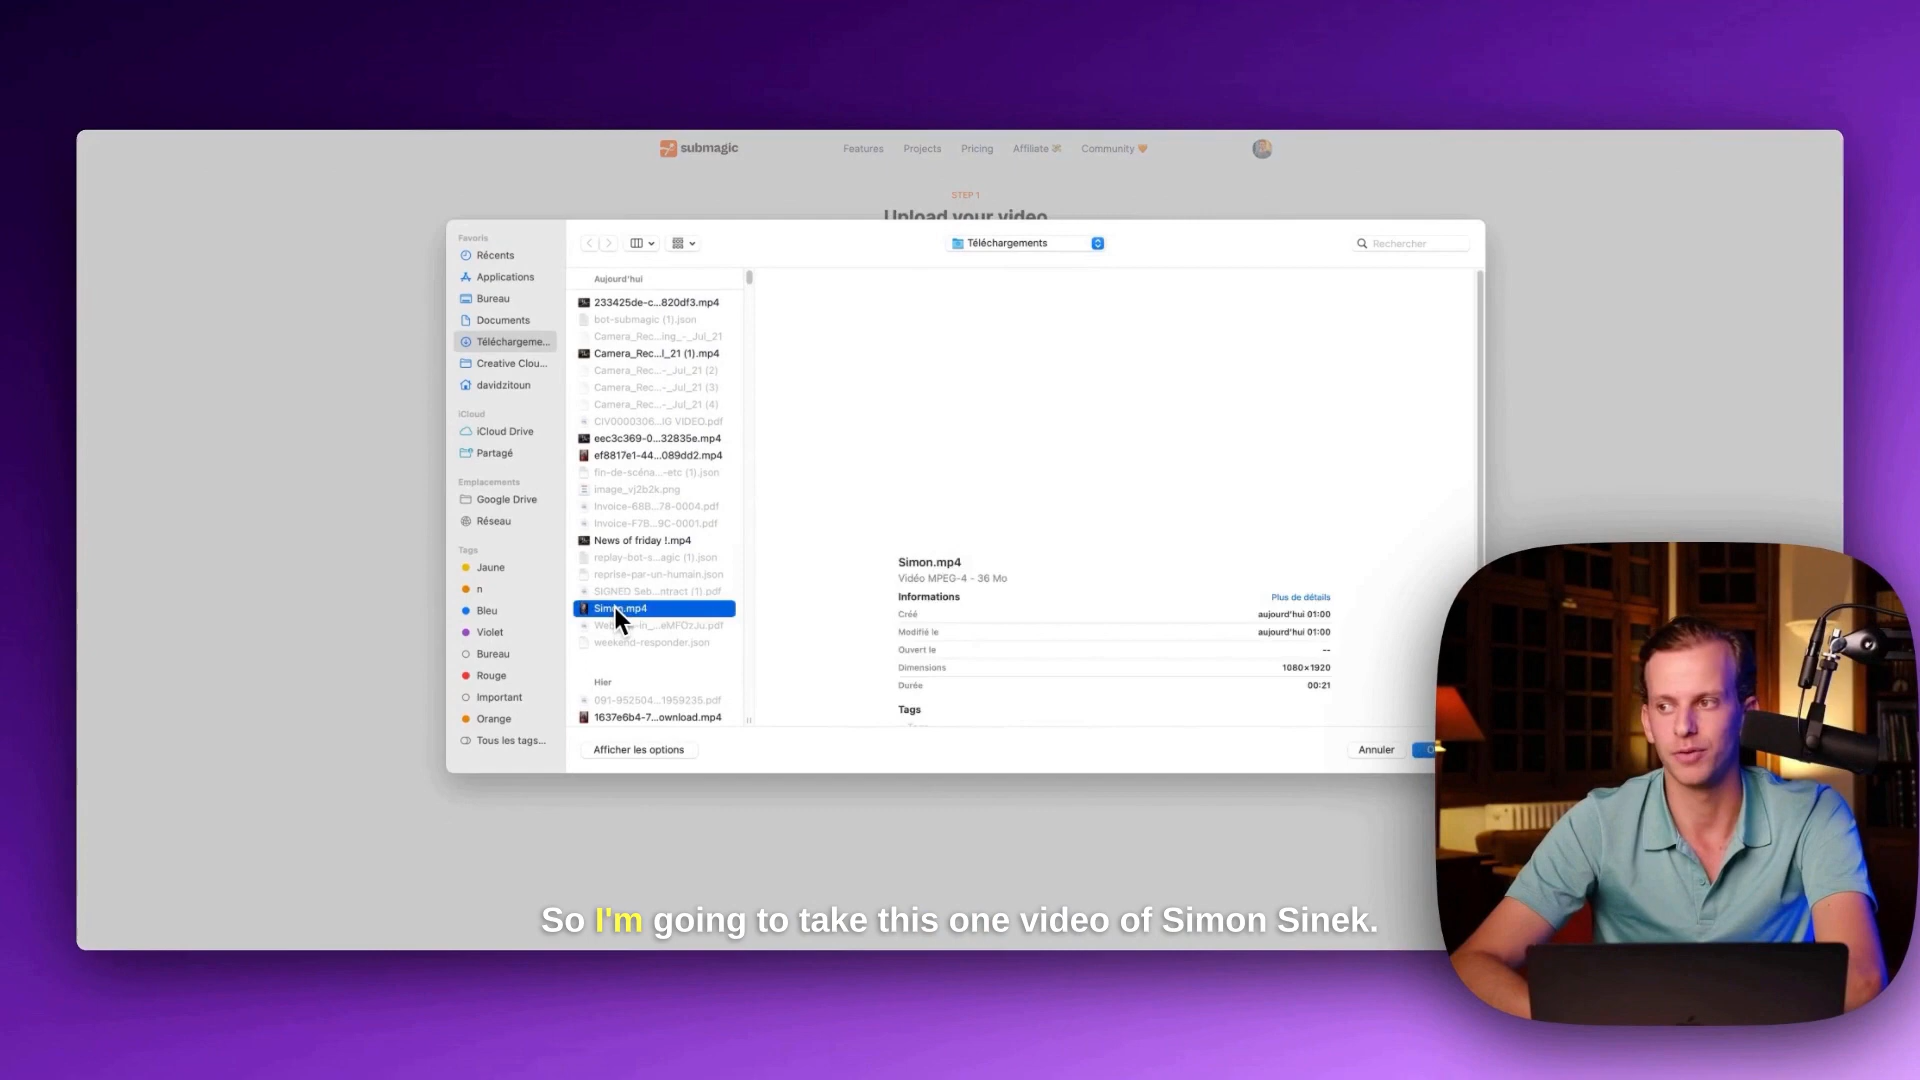 submagic
Features
Projects
Pricing
Affiliate
Community
STEP 1
Upload your video
Favoris
Récents
Applications
Bureau
Documents
Téléchargeme...
Creative Clou...
davidzitoun
iCloud
iCloud Drive
Partagé
Emplacements
Google Drive
Réseau
Tags
Jaune
n
Bleu
Violet
Bureau
Rouge
Important
Orange
Tous les tags...
Téléchargements
Rechercher
Aujourd'hui
233425de-c...820df3.mp4
bot-submagic (1).json
Camera_Rec...ing_-_Jul_21
Camera_Rec...l_21 (1).mp4
Camera_Rec...-_Jul_21 (2)
Camera_Rec...-_Jul_21 (3)
Camera_Rec...-_Jul_21 (4)
CIV0000306...IG VIDEO.pdf
eec3c369-0...32835e.mp4
ef8817e1-44...089dd2.mp4
fin-de-scéna...-etc (1).json
image_vj2b2k.png
Invoice-68B...78-0004.pdf
Invoice-F7B...9C-0001.pdf
News of friday !.mp4
replay-bot-s...agic (1).json
reprise-par-un-humain.json
SIGNED Seb...ntract (1).pdf
Simon.mp4
weekend-responder.json
Hier
091-952504...1959235.pdf
1637e6b4-7...ownload.mp4
Simon.mp4
Vidéo MPEG-4 - 36 Mo
Informations
Plus de détails
Créé
aujourd'hui 01:00
Modifié le
aujourd'hui 01:00
Ouvert le
--
Dimensions
1080×1920
Durée
00:21
Tags
Afficher les options
Annuler
So I'm going to take this one video of Simon Sinek.